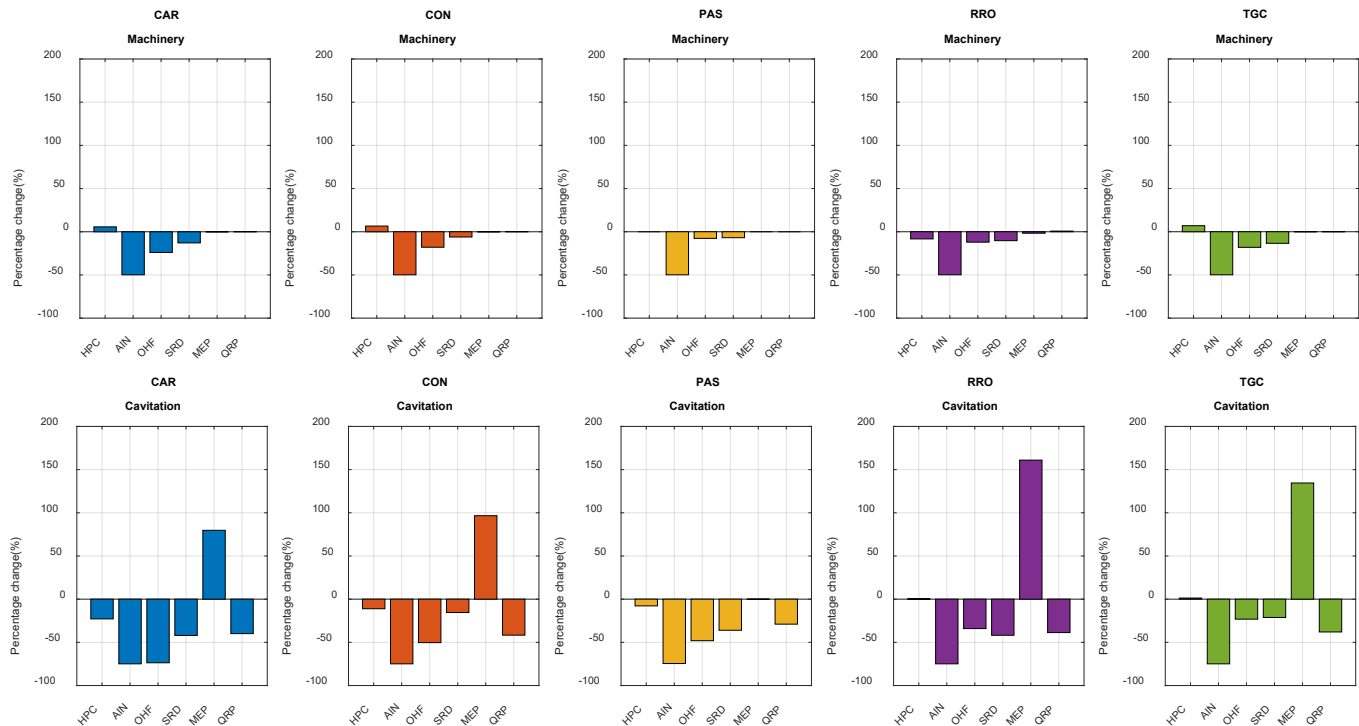 CAR CON PAS RRO TGC
Machinery Machinery Machinery Machinery Machinery
200 200 200 200 200
150 150 150 150 150
100 100 100 100 100
50 50 50 50 50
0 0 0 0 0
-50 -50 -50 -50 -50
-100 -100 -100 -100 -100
Percentage change(%) Percentage change(%) Percentage change(%) Percentage change(%) Percentage change(%)
HPC AIN OHF SRD MEP QRP HPC AIN OHF SRD MEP QRP HPC AIN OHF SRD MEP QRP HPC AIN OHF SRD MEP QRP HPC AIN OHF SRD MEP QRP
CAR CON PAS RRO TGC
Cavitation Cavitation Cavitation Cavitation Cavitation
200 200 200 200 200
150 150 150 150 150
100 100 100 100 100
50 50 50 50 50
0 0 0 0 0
-50 -50 -50 -50 -50
-100 -100 -100 -100 -100
Percentage change(%) Percentage change(%) Percentage change(%) Percentage change(%) Percentage change(%)
HPC AIN OHF SRD MEP QRP HPC AIN OHF SRD MEP QRP HPC AIN OHF SRD MEP QRP HPC AIN OHF SRD MEP QRP HPC AIN OHF SRD MEP QRP